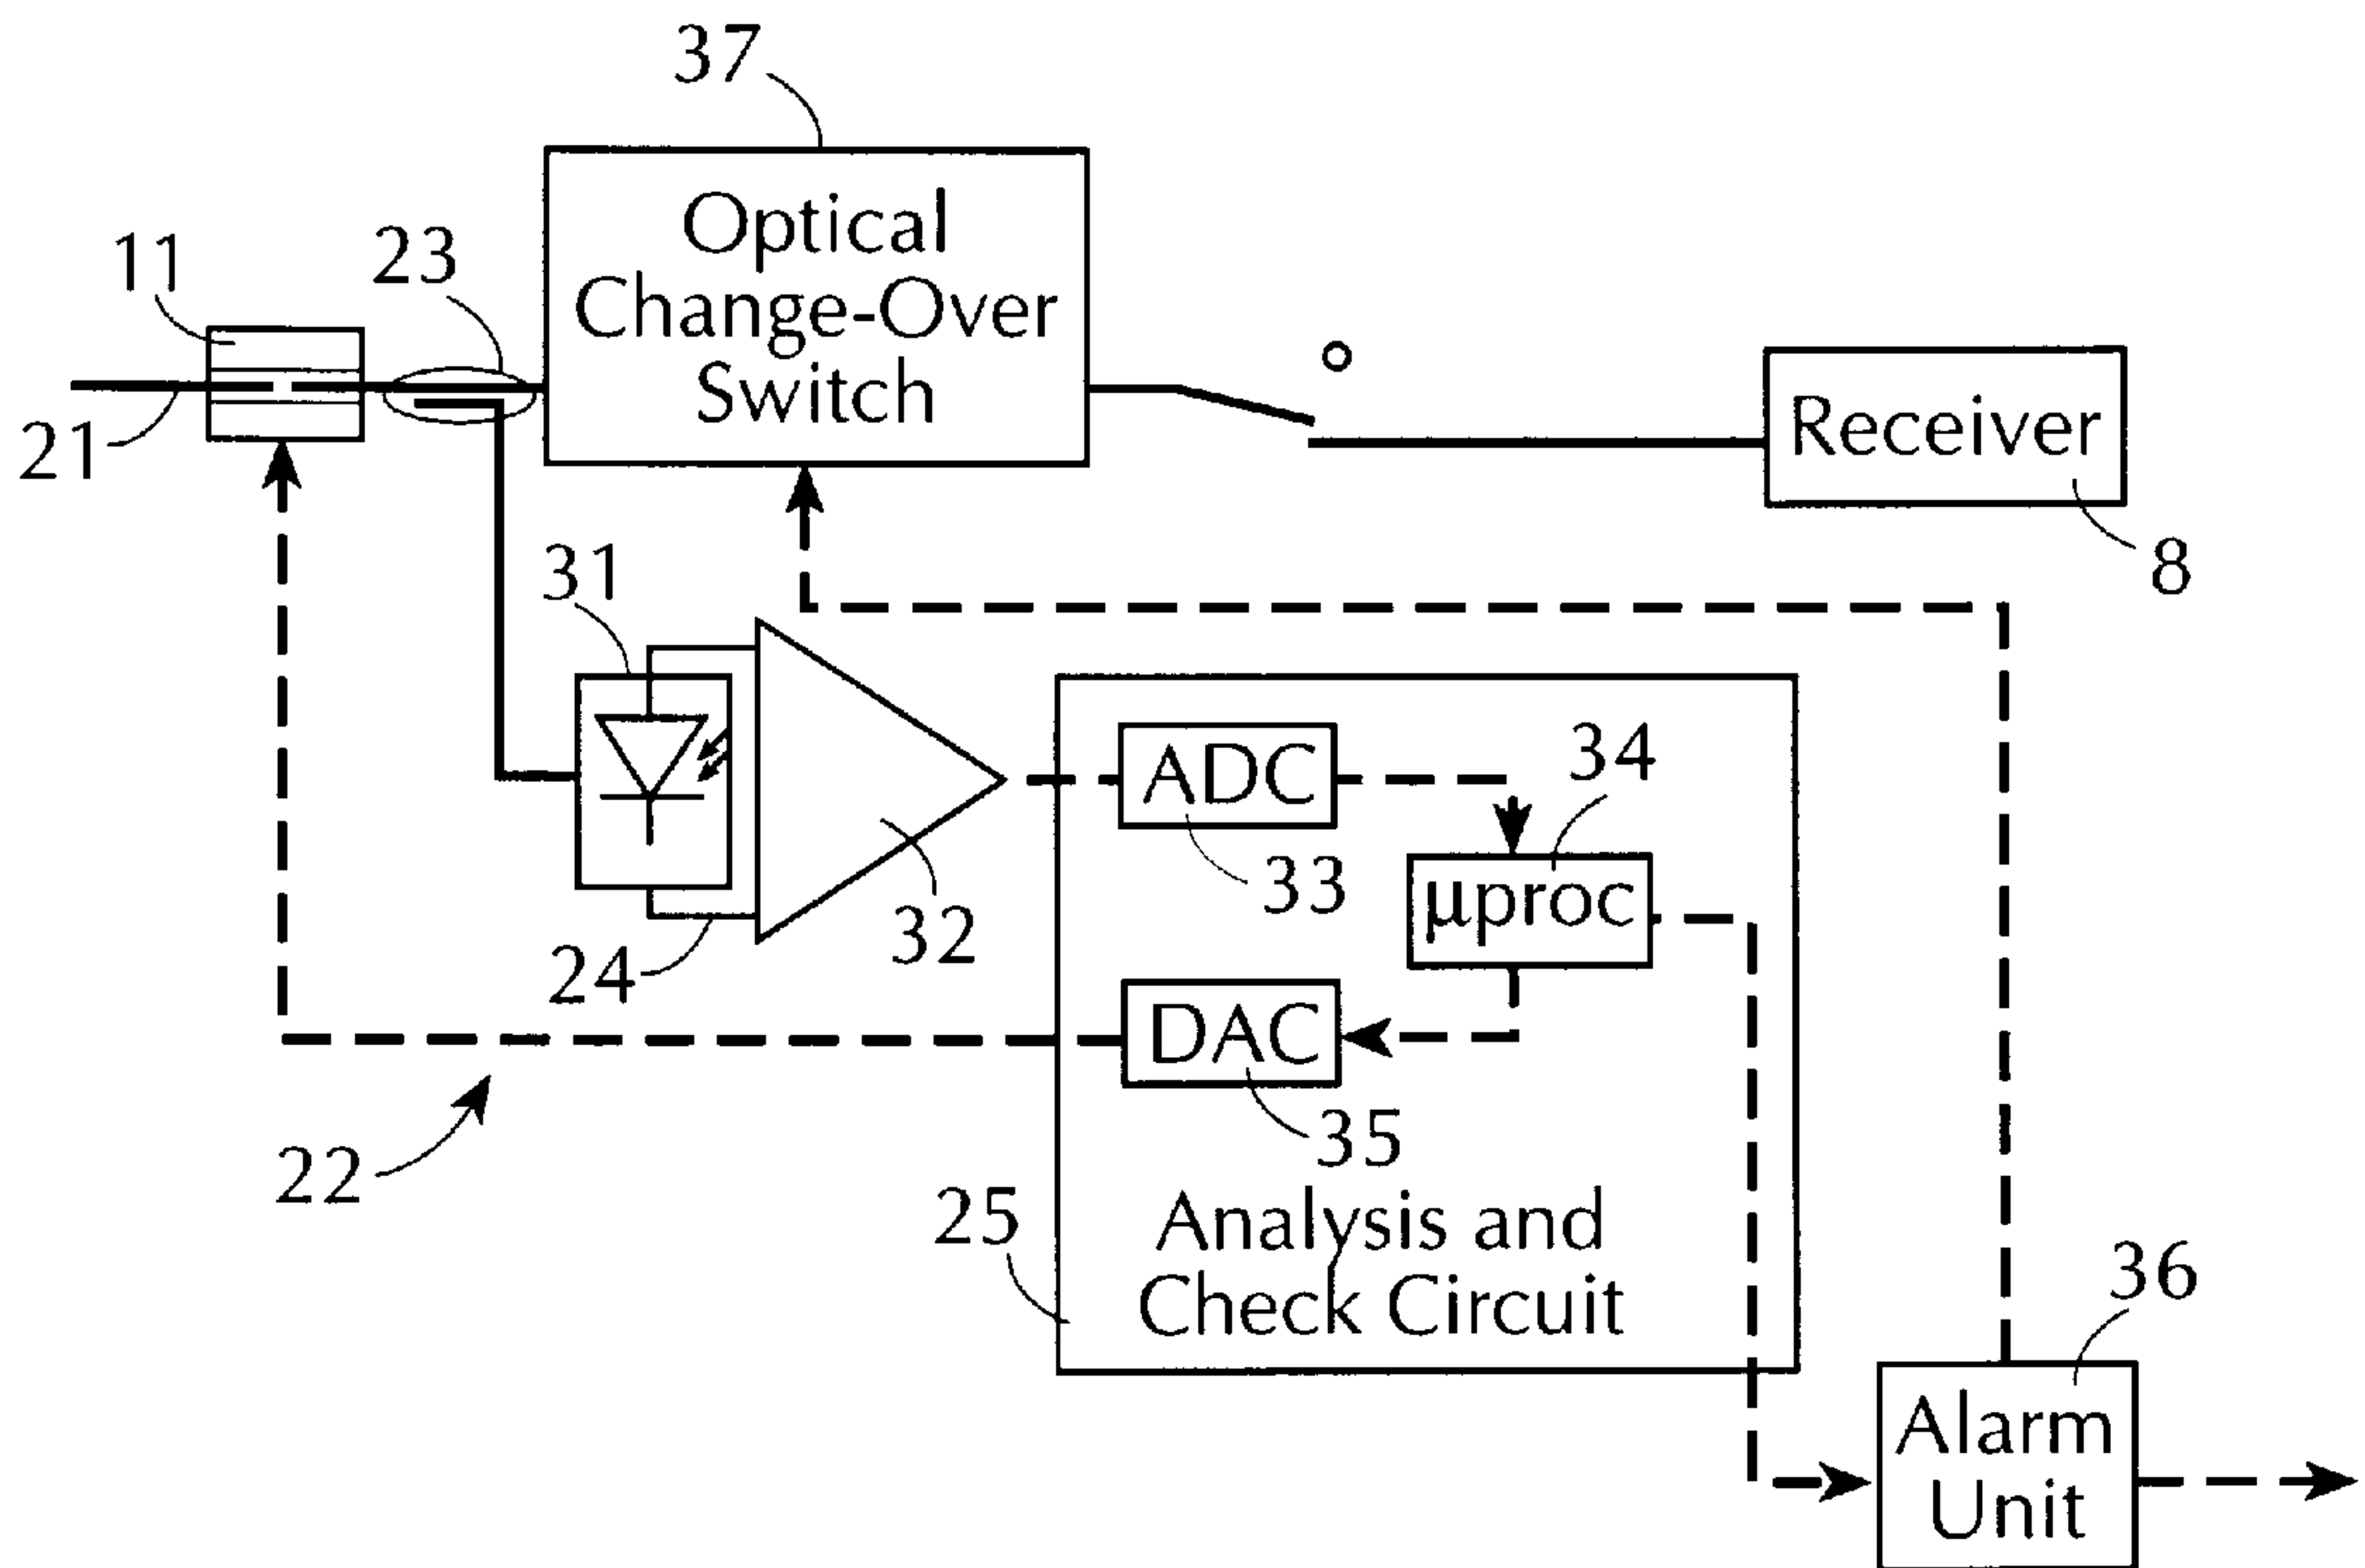 37
Optical
Change-Over
Switch
11
23
21
Receiver
8
31
ADC
34
33
µproc
32
24
DAC
35
22
25
Analysis and
Check Circuit
36
Alarm
Unit